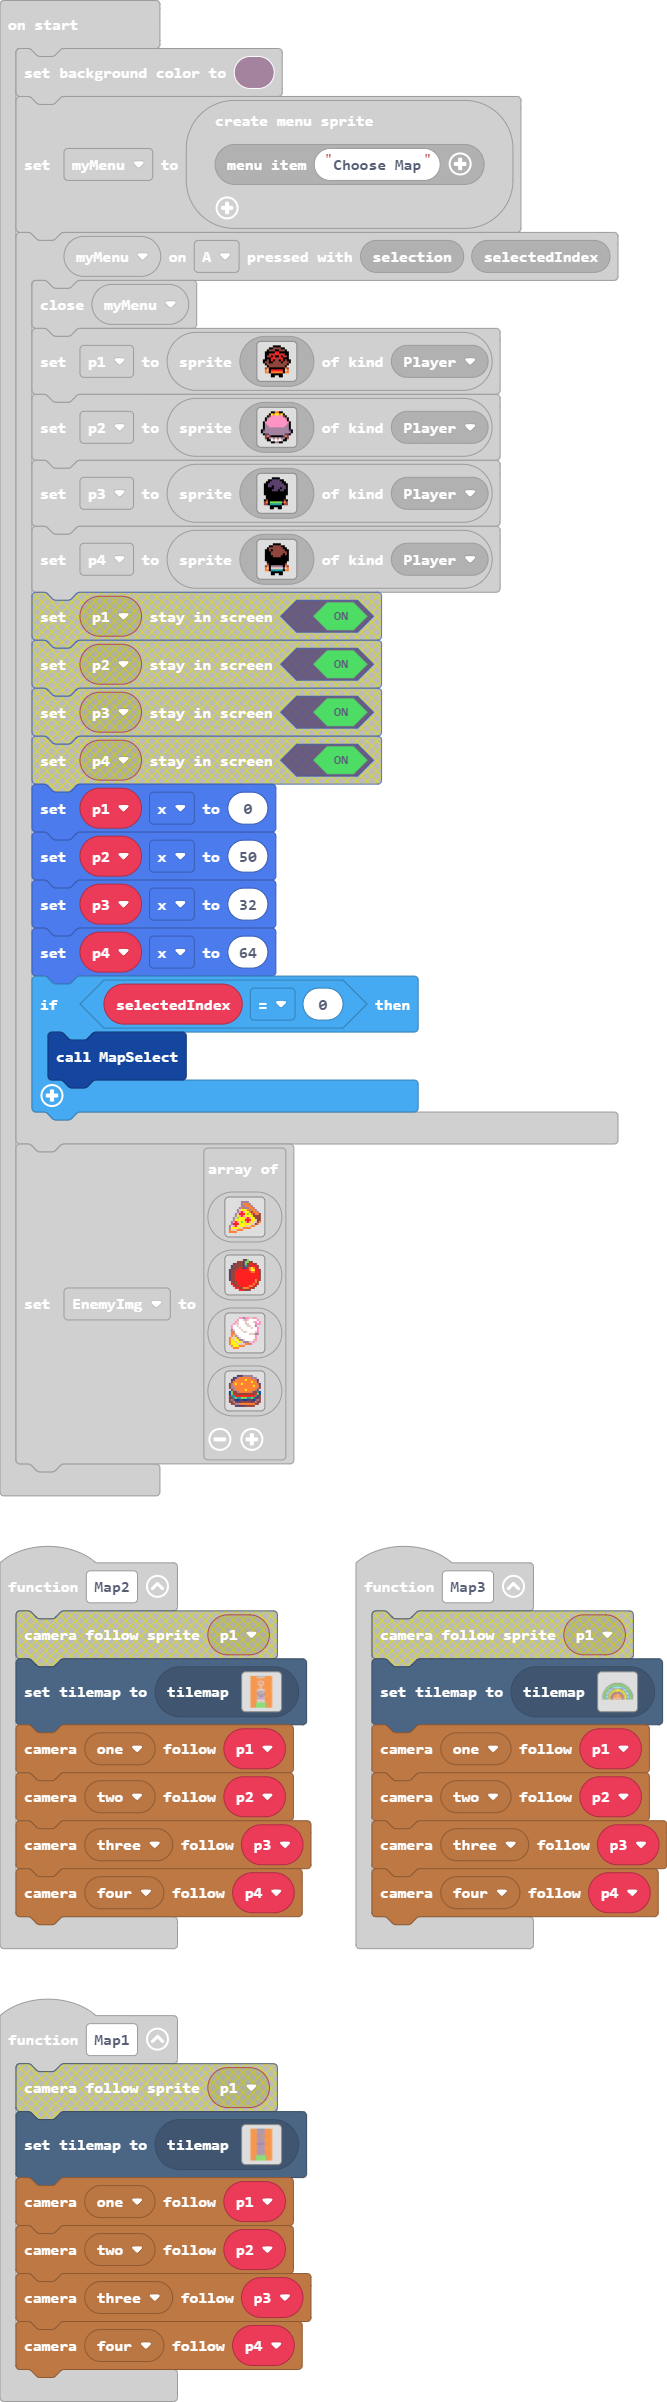 on start
set background color to
create menu sprite
set myMenu to menu item "Choose Map"
myMenu on A pressed with selection selectedIndex
close myMenu
set p1 to sprite of kind Player
set p2 to sprite of kind Player
set p3 to sprite of kind Player
set p4 to sprite of kind Player
set p1 stay in screen ON
set p2 stay in screen ON
set p3 stay in screen ON
set p4 stay in screen ON
set p1 x to 0
set p2 x to 50
set p3 x to 32
set p4 x to 64
if selectedIndex = 0 then
call MapSelect
array of
set EnemyImg to
function Map2
camera follow sprite p1
set tilemap to tilemap
camera one follow p1
camera two follow p2
camera three follow p3
camera four follow p4
function Map3
camera follow sprite p1
set tilemap to tilemap
camera one follow p1
camera two follow p2
camera three follow p3
camera four follow p4
function Map1
camera follow sprite p1
set tilemap to tilemap
camera one follow p1
camera two follow p2
camera three follow p3
camera four follow p4